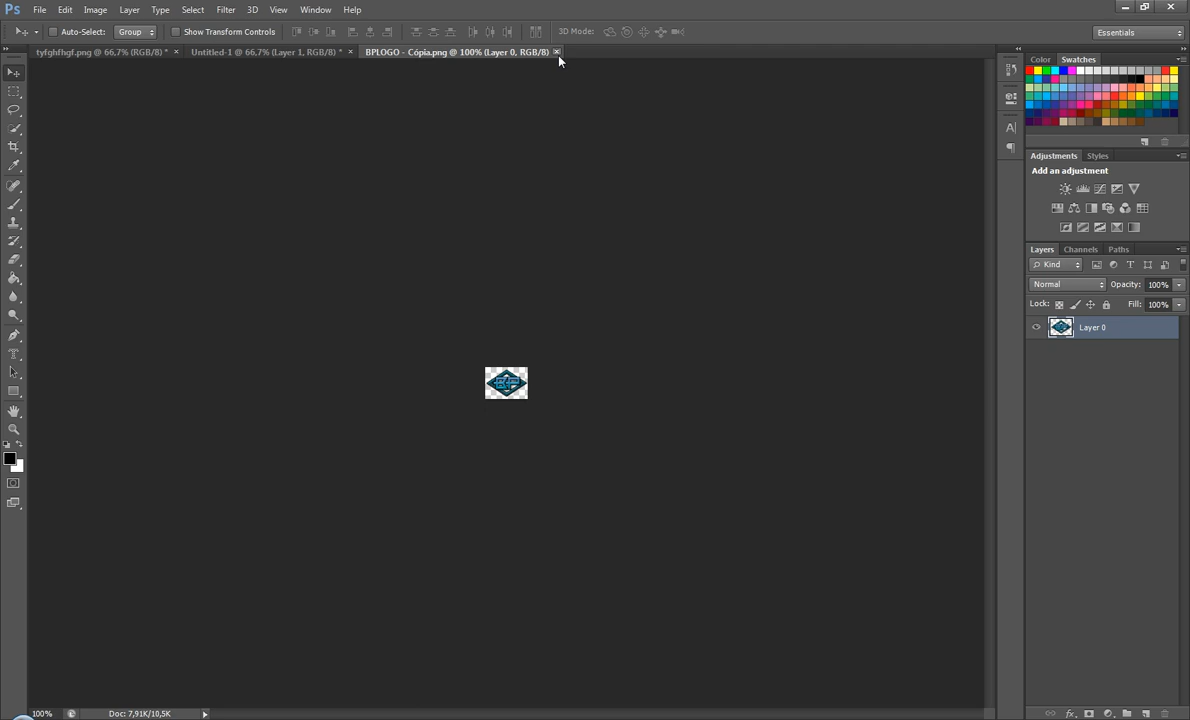 Ps File Edit Image Layer Type Select Filter 3D View Window Help
Auto-Select: Group Show Transform Controls 3D Mode: Essentials
tyfghfhgf.png @ 66,7% (RGB/8) * Untitled-1 @ 66,7% (Layer 1, RGB/8) * BPLOGO - Cópia.png @ 100% (Layer 0, RGB/8)
Color Swatches
Adjustments Styles
Add an adjustment
Layers Channels Paths
Kind
Normal Opacity: 100%
Lock: Fill: 100%
Layer 0
100% Doc: 7,91K/10,5K